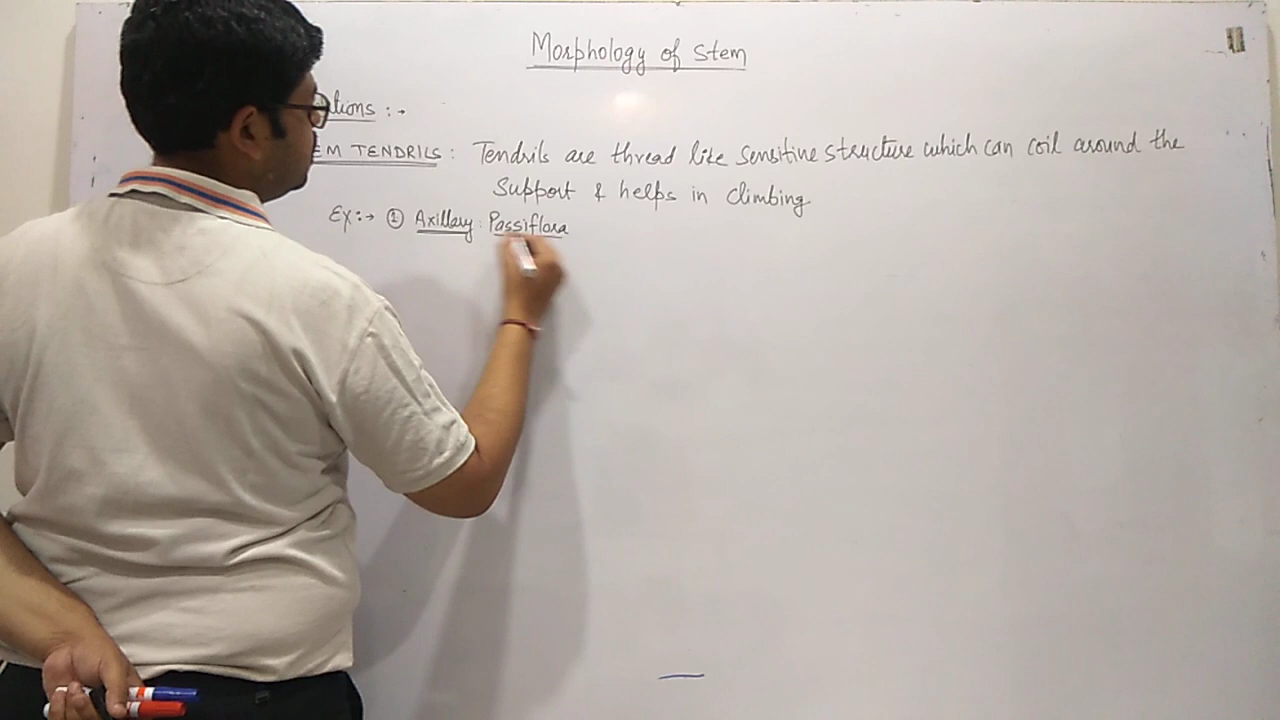 Morphology of Stem
ations :→
EM TENDRILS : Tendrils are thread like sensitive structure which can coil around the
Support & helps in climbing
Ex :→ ① Axillary : Passiflora